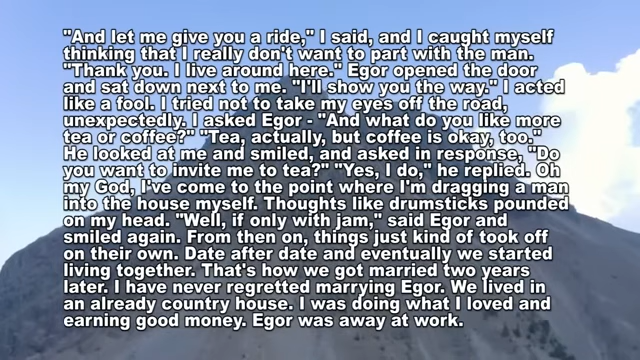 "And let me give you a ride," I said, and I caught myself
thinking that I really don't want to part with the man.
"Thank you. I live around here." Egor opened the door
and sat down next to me. "I'll show you the way." I acted
like a fool. I tried not to take my eyes off the road,
unexpectedly. I asked Egor - "And what do you like more
tea or coffee?" "Tea, actually, but coffee is okay, too."
He looked at me and smiled, and asked in response, "Do
you want to invite me to tea?" "Yes, I do," he replied. Oh
my God, I've come to the point where I'm dragging a man
into the house myself. Thoughts like drumsticks pounded
on my head. "Well, if only with jam," said Egor and
smiled again. From then on, things just kind of took off
on their own. Date after date and eventually we started
living together. That's how we got married two years
later. I have never regretted marrying Egor. We lived in
an already country house. I was doing what I loved and
earning good money. Egor was away at work.